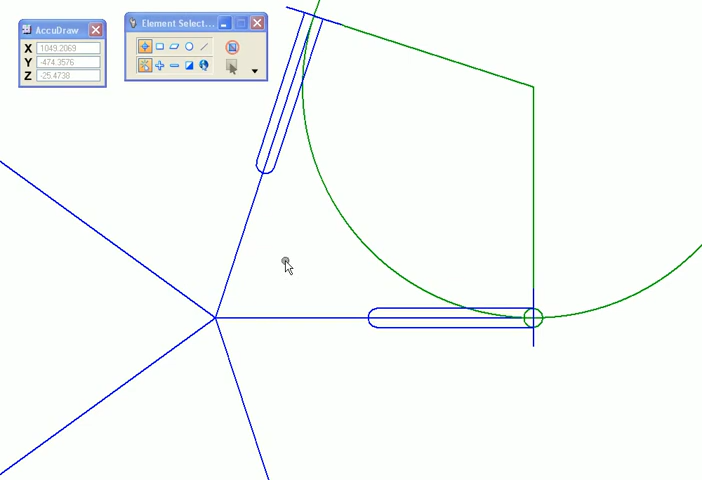 AccuDraw
X 1049.2069
Y -474.3576
Z -25.4738
Element Select...